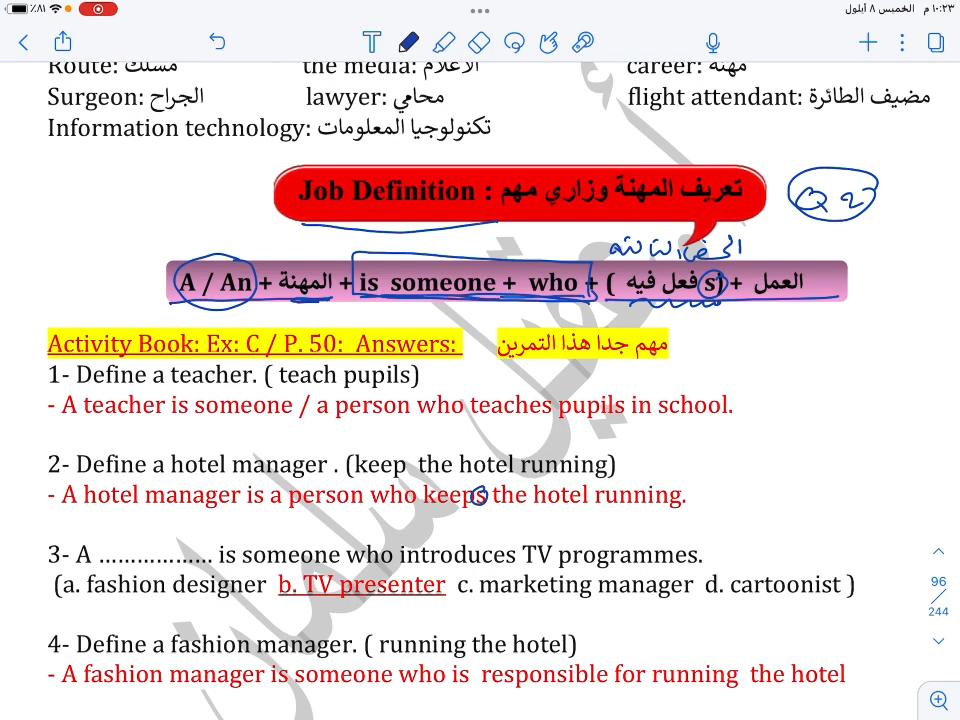 ١٠:٢٣ م الخميس ٨ أيلول
٪٨١
Route: مسلك the media: الاعلام career: مهنة
Surgeon: الجراح lawyer: محامي flight attendant: مضيف الطائرة
Information technology: تكنولوجيا المعلومات
Job Definition : تعريف المهنة وزاري مهم
Q 2
A / An + المهنة + is someone + who + ( فعل فيه s) + العمل
Activity Book: Ex: C / P. 50: Answers: مهم جدا هذا التمرين
1- Define a teacher. ( teach pupils)
- A teacher is someone / a person who teaches pupils in school.
2- Define a hotel manager . (keep the hotel running)
- A hotel manager is a person who keeps the hotel running.
3- A ……………… is someone who introduces TV programmes.
(a. fashion designer b. TV presenter c. marketing manager d. cartoonist )
4- Define a fashion manager. ( running the hotel)
- A fashion manager is someone who is responsible for running the hotel
96
244